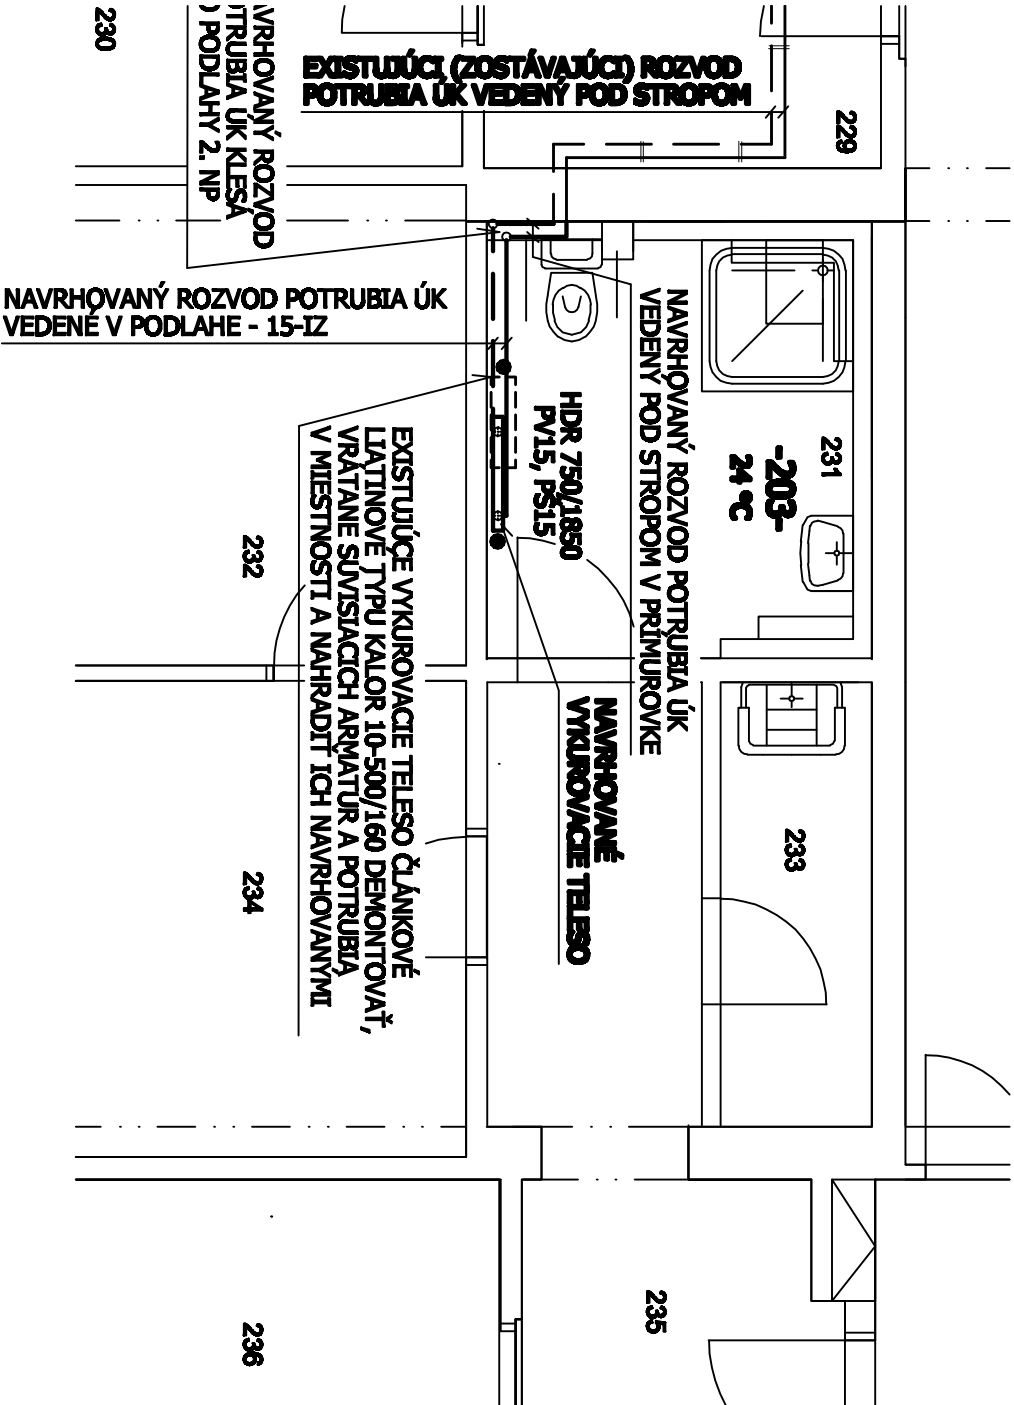 230
NAVRHOVANÝ ROZVOD
POTRUBIA ÚK KLESÁ
PODLAHY 2. NP
EXISTUJÚCI (ZOSTÁVAJÚCI) ROZVOD
POTRUBIA ÚK VEDENÝ POD STROPOM
229
NAVRHOVANÝ ROZVOD POTRUBIA ÚK
VEDENÉ V PODLAHE - 15-IZ
NAVRHOVANÝ ROZVOD POTRUBIA ÚK
VEDENÝ POD STROPOM V PRÍMUROVKE
HDR 750/1850
PV15, PŠ15
231
-203-
24 °C
EXISTUJÚCE VYKUROVACIE TELESO ČLÁNKOVÉ
LIATINOVÉ TYPU KALOR 10-500/160 DEMONTOVAŤ,
VRÁTANE SÚVISIACICH ARMATÚR A POTRUBIA
V MIESTNOSTI A NAHRADIŤ ICH NAVRHOVANÝMI
232
NAVRHOVANÉ
VYKUROVACIE TELESO
233
234
235
236